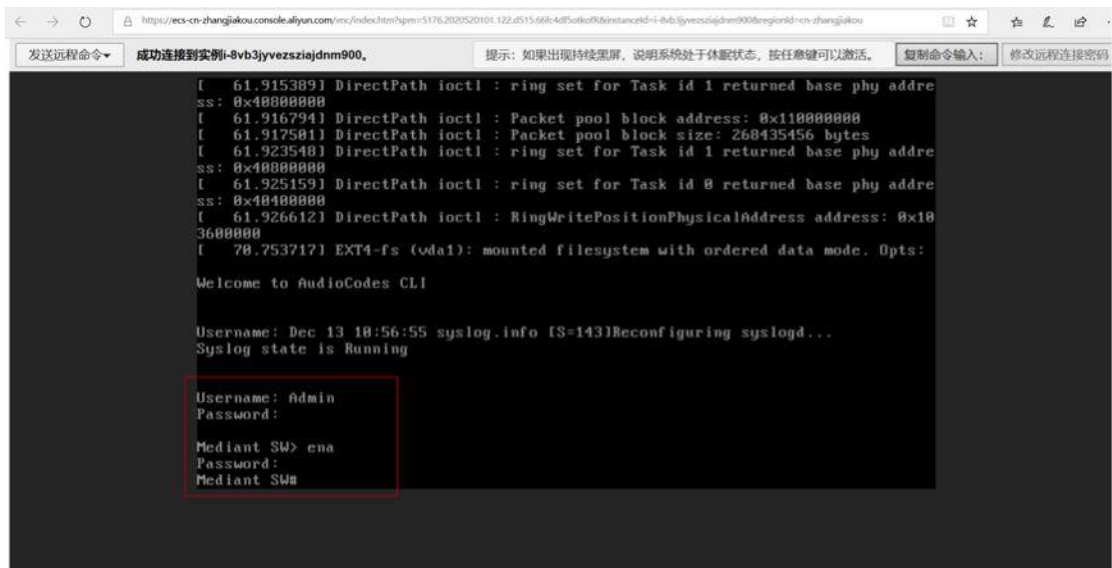 https://ecs-cn-zhangjiakou.console.aliyun.com/vnc/index.htm?spm=5176.2020520101.122.d515.66fc4df5otkofR&instanceId=i-8vb3jyvezsziajdnm900&regionId=cn-zhangjiakou
发送远程命令 成功连接到实例i-8vb3jyvezsziajdnm900。 提示：如果出现持续黑屏，说明系统处于休眠状态，按任意键可以激活。 复制命令输入： 修改远程连接密码
[   61.915389] DirectPath ioctl : ring set for Task id 1 returned base phy addre
ss: 0x40800000
[   61.916794] DirectPath ioctl : Packet pool block address: 0x110000000
[   61.917501] DirectPath ioctl : Packet pool block size: 268435456 bytes
[   61.923548] DirectPath ioctl : ring set for Task id 1 returned base phy addre
ss: 0x40800000
[   61.925159] DirectPath ioctl : ring set for Task id 0 returned base phy addre
ss: 0x40400000
[   61.926612] DirectPath ioctl : RingWritePositionPhysicalAddress address: 0x10
3600000
[   70.753717] EXT4-fs (vda1): mounted filesystem with ordered data mode. Opts:
Welcome to AudioCodes CLI
Username: Dec 13 10:56:55 syslog.info [S=143]Reconfiguring syslogd...
Syslog state is Running
Username: Admin
Password:
Mediant SW> ena
Password:
Mediant SW#